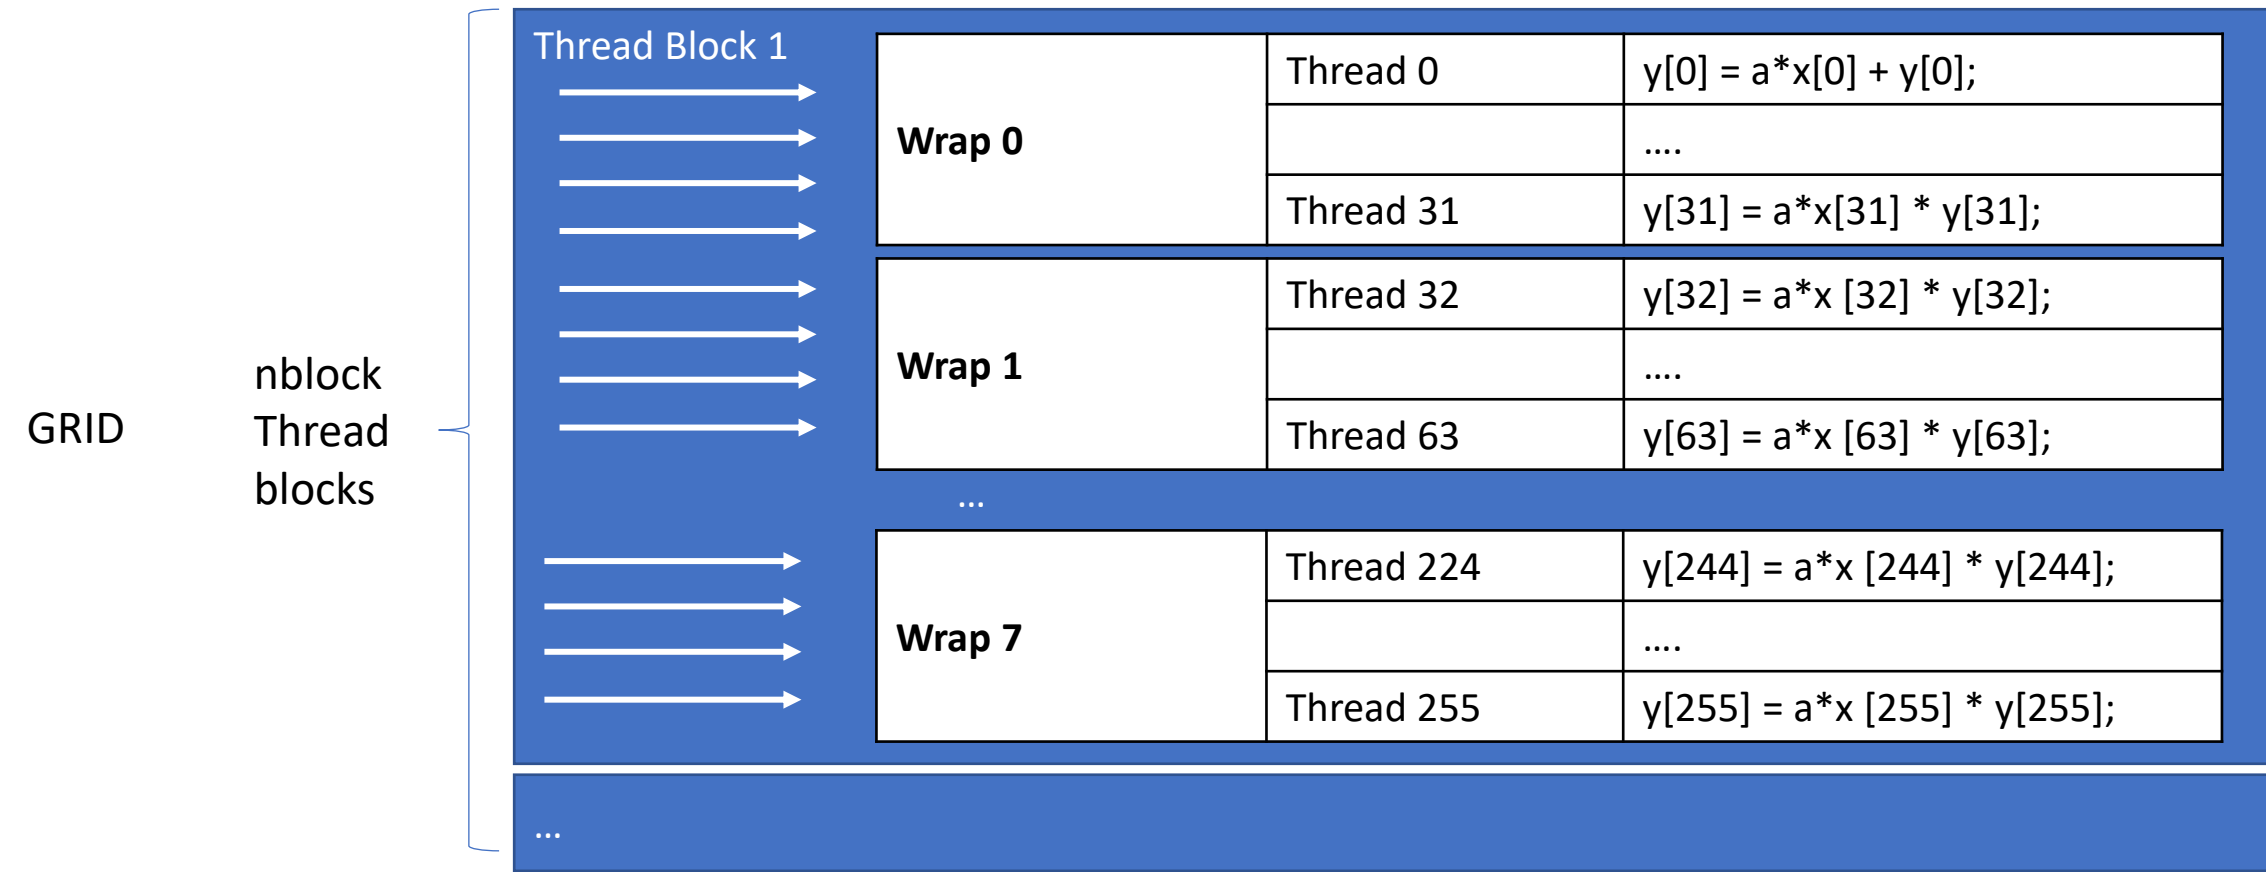 GRID
nblock
Thread
blocks
Thread Block 1
Wrap 0
Thread 0
y[0] = a*x[0] + y[0];
....
Thread 31
y[31] = a*x[31] * y[31];
Wrap 1
Thread 32
y[32] = a*x [32] * y[32];
....
Thread 63
y[63] = a*x [63] * y[63];
...
Wrap 7
Thread 224
y[244] = a*x [244] * y[244];
....
Thread 255
y[255] = a*x [255] * y[255];
...